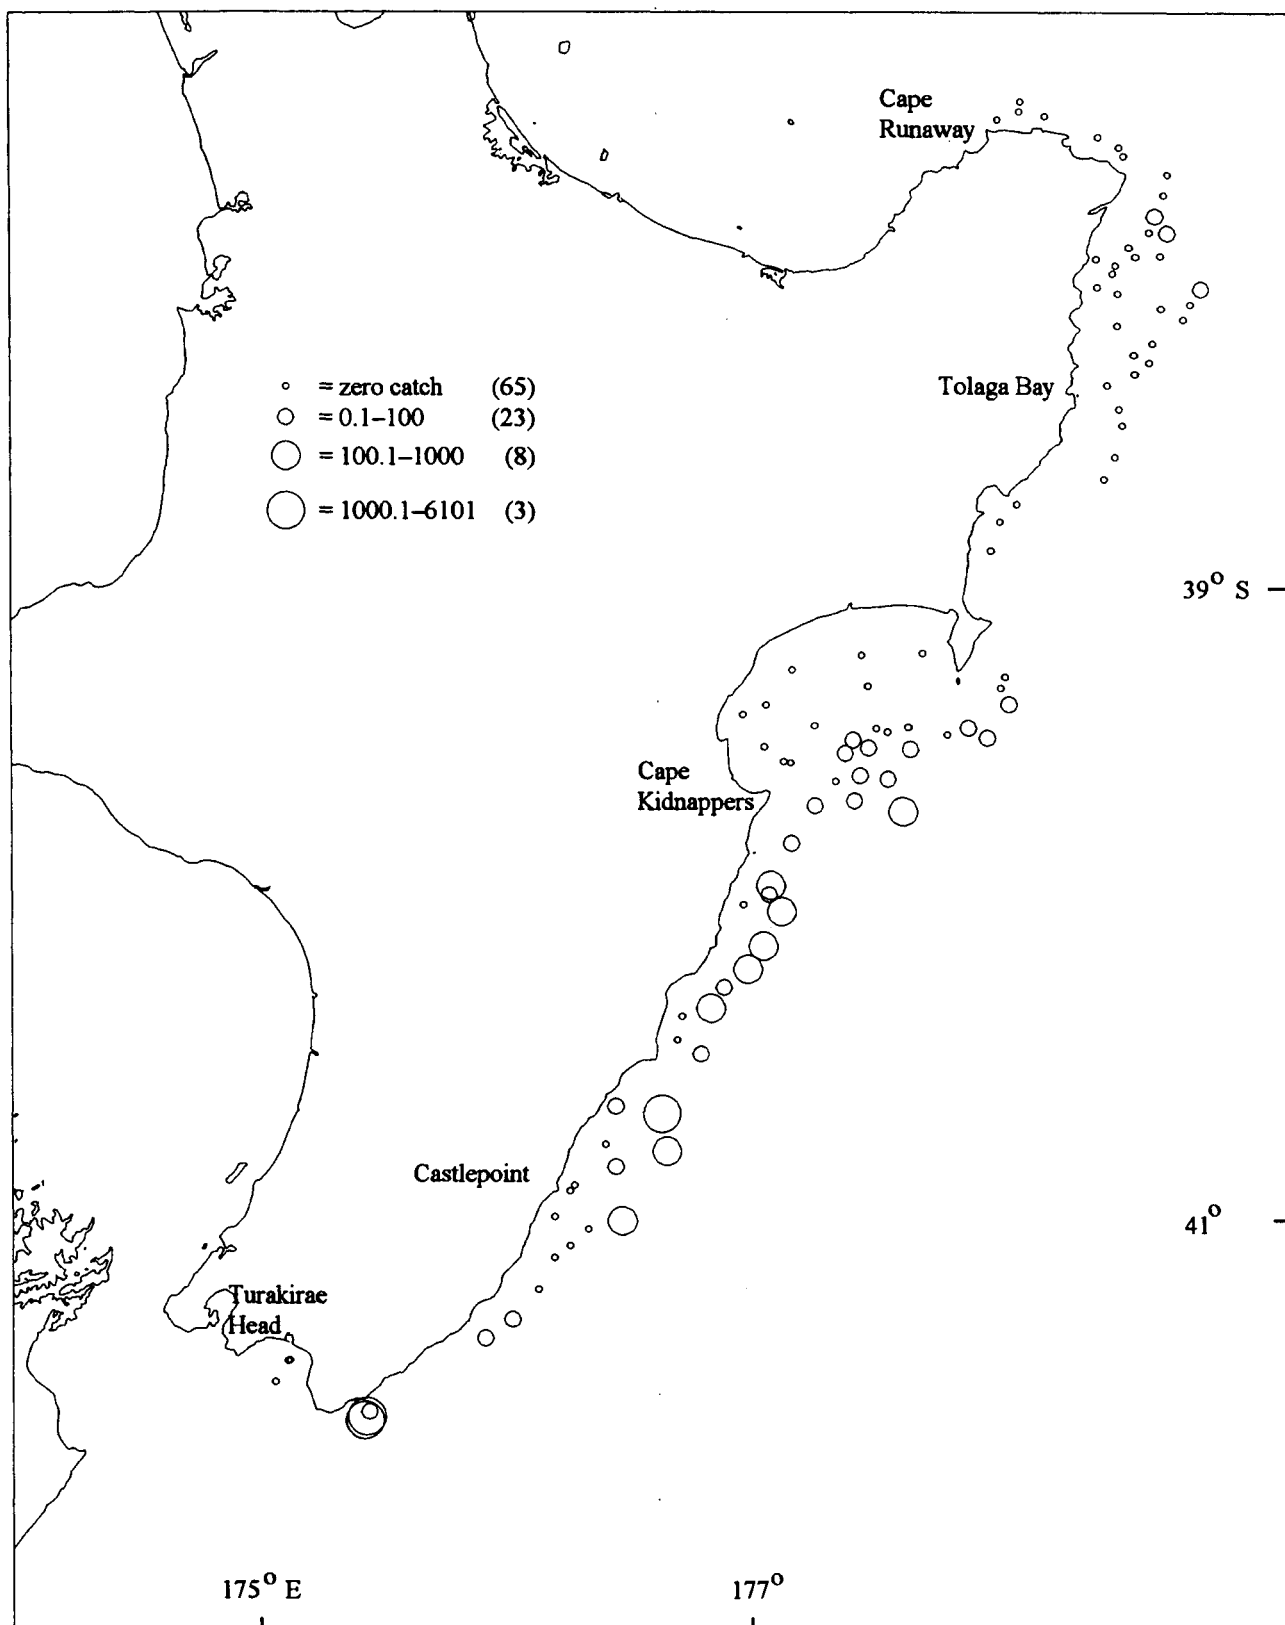 Cape
Runaway
○ = zero catch (65)
○ = 0.1–100 (23)
○ = 100.1–1000 (8)
○ = 1000.1–6101 (3)
Tolaga Bay
39° S
Cape
Kidnappers
Castlepoint
41°
Turakirae
Head
175° E
177°